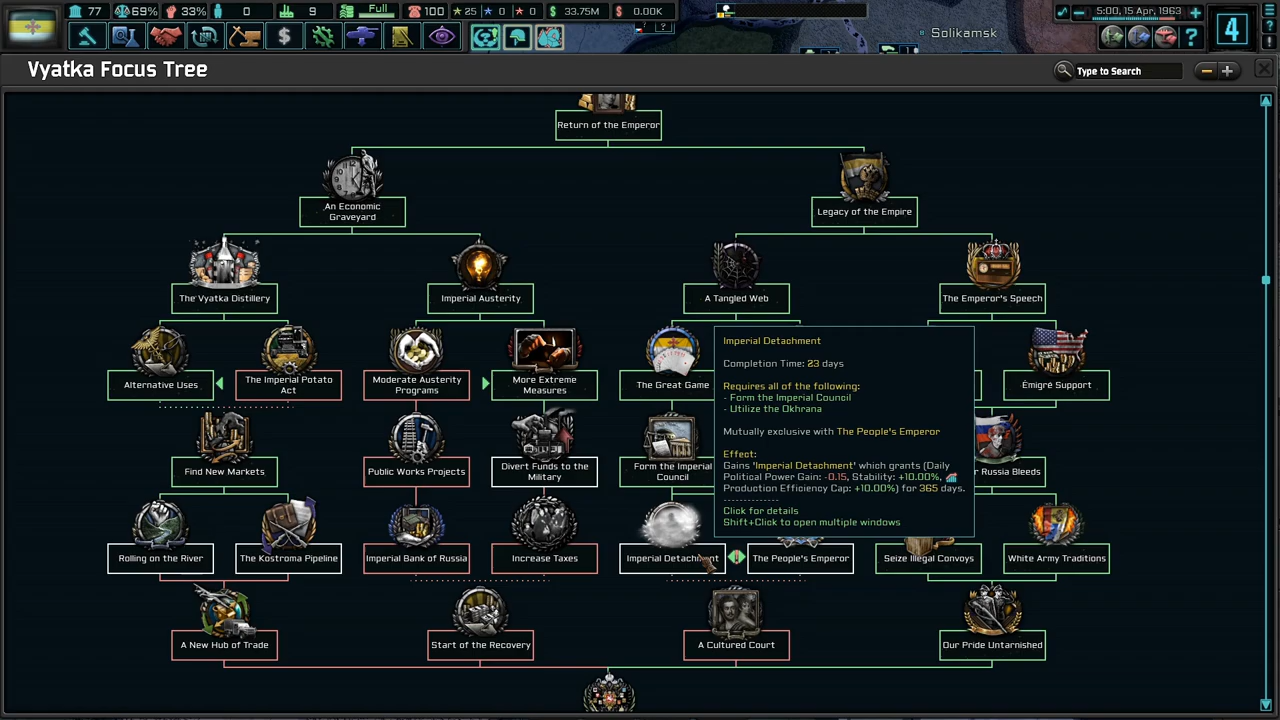 77 69% 33% 0 9 Full 100 25 0 0 $ 33.75M $ 0.00K
5:00, 15 Apr, 1963
4
Solikamsk
Vyatka Focus Tree
Type to Search
Return of the Emperor
An Economic
Graveyard
Legacy of the Empire
The Vyatka Distillery
Imperial Austerity
A Tangled Web
The Emperor's Speech
Alternative Uses
The Imperial Potato
Act
Moderate Austerity
Programs
More Extreme
Measures
The Great Game
Émigré Support
Imperial Detachment
Completion Time: 23 days
Requires all of the following:
- Form the Imperial Council
- Utilize the Okhrana
Mutually exclusive with The People's Emperor
Effect:
Gains 'Imperial Detachment' which grants (Daily
Political Power Gain: -0.15, Stability: +10.00%,
Production Efficiency Cap: +10.00%) for 365 days.
--------------
Click for details
Shift+Click to open multiple windows
Find New Markets
Public Works Projects
Divert Funds to the
Military
Form the Imperial
Council
Russia Bleeds
Rolling on the River
The Kostroma Pipeline
Imperial Bank of Russia
Increase Taxes
Imperial Detachment
The People's Emperor
Seize Illegal Convoys
White Army Traditions
A New Hub of Trade
Start of the Recovery
A Cultured Court
Our Pride Untarnished